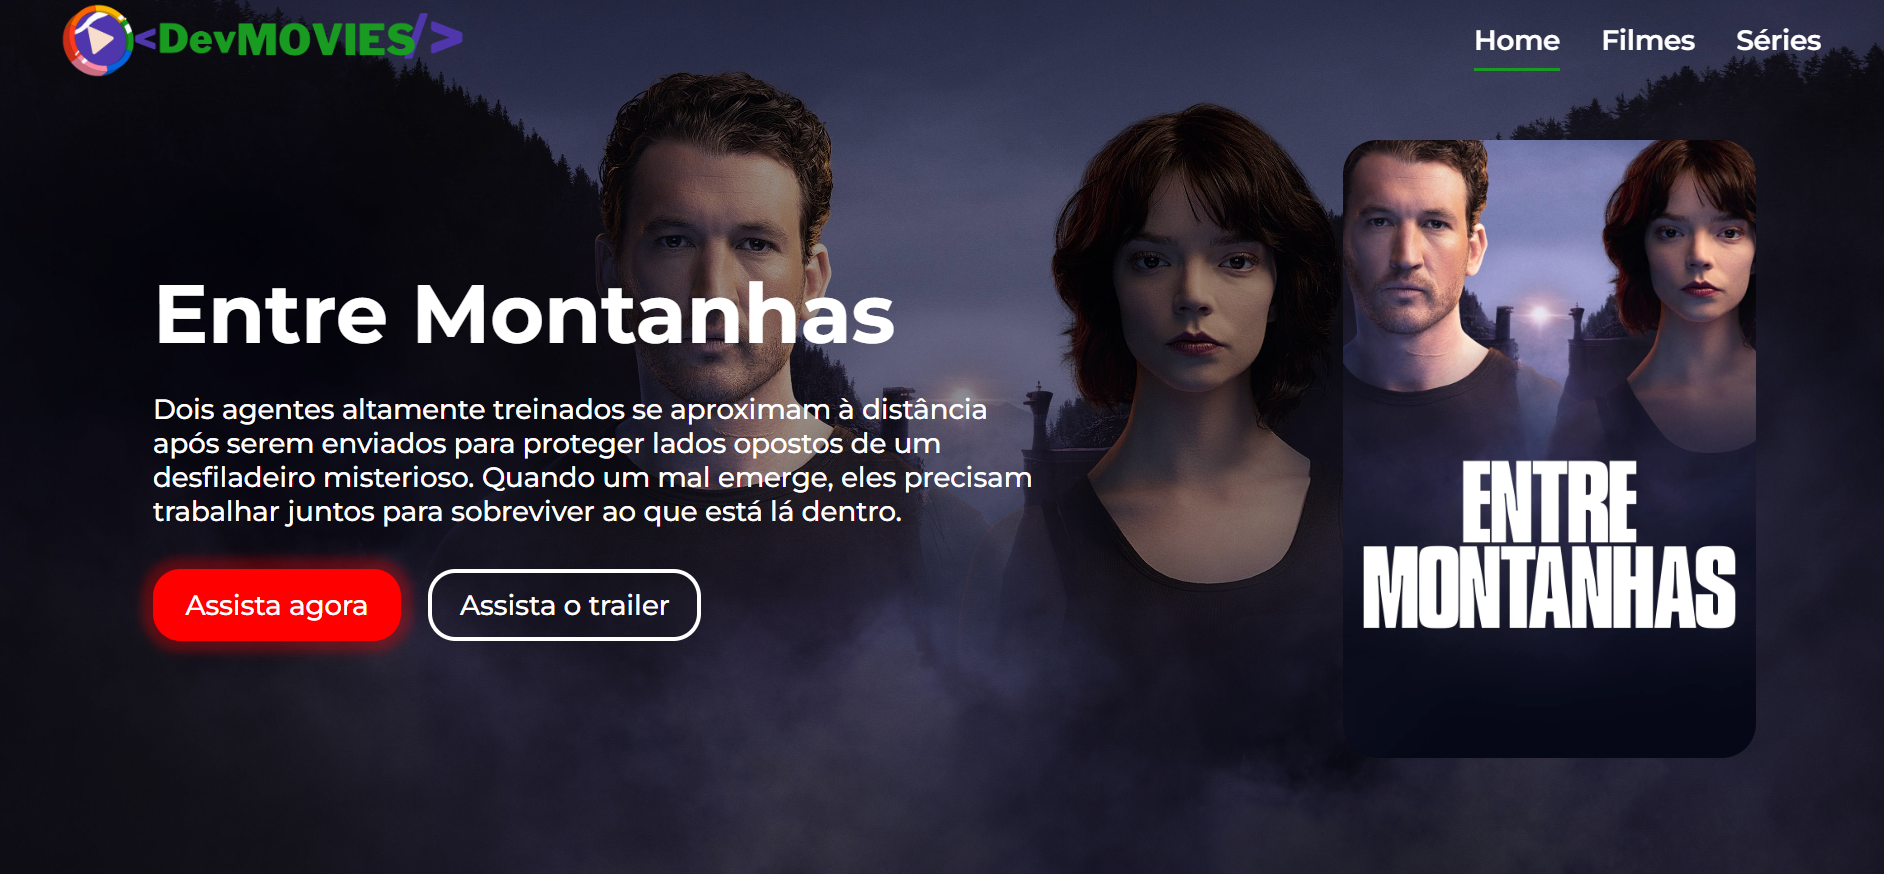 <DevMOVIES/>
Home Filmes Séries
Entre Montanhas
Dois agentes altamente treinados se aproximam à distância
após serem enviados para proteger lados opostos de um
desfiladeiro misterioso. Quando um mal emerge, eles precisam
trabalhar juntos para sobreviver ao que está lá dentro.
Assista agora
Assista o trailer
ENTRE
MONTANHAS